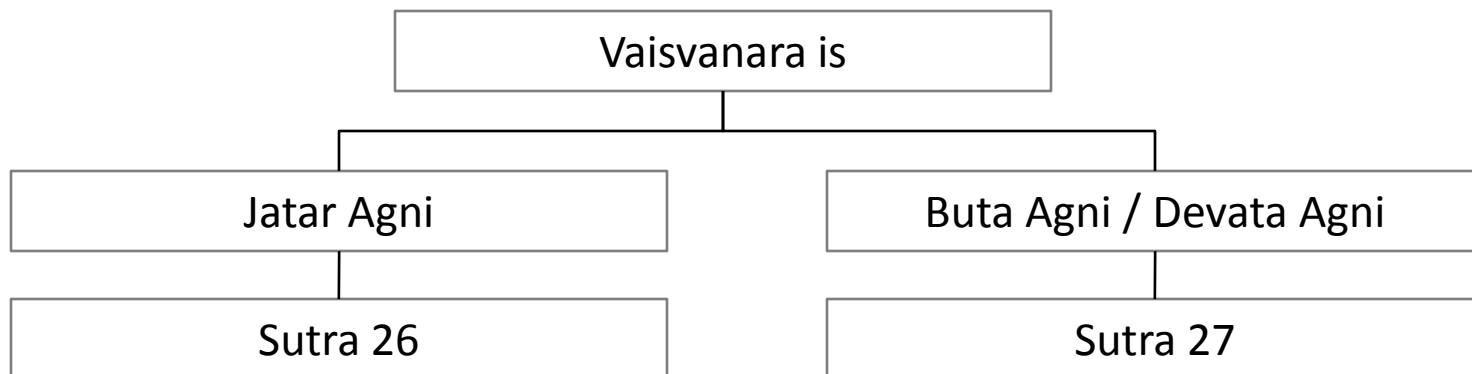 Vaisvanara is
Jatar Agni
Buta Agni / Devata Agni
Sutra 26
Sutra 27